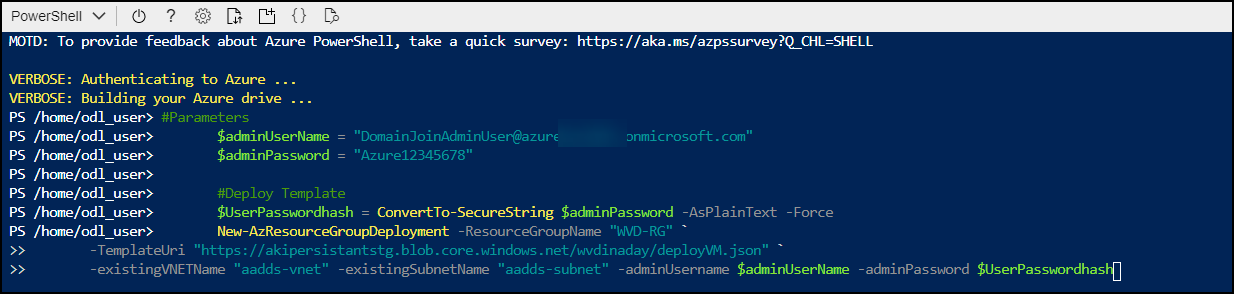 PowerShell
MOTD: To provide feedback about Azure PowerShell, take a quick survey: https://aka.ms/azpssurvey?Q_CHL=SHELL
VERBOSE: Authenticating to Azure ...
VERBOSE: Building your Azure drive ...
PS /home/odl_user> #Parameters
PS /home/odl_user> $adminUserName = "DomainJoinAdminUser@azure onmicrosoft.com"
PS /home/odl_user> $adminPassword = "Azure12345678"
PS /home/odl_user>
PS /home/odl_user> #Deploy Template
PS /home/odl_user> $UserPasswordhash = ConvertTo-SecureString $adminPassword -AsPlainText -Force
PS /home/odl_user> New-AzResourceGroupDeployment -ResourceGroupName "WVD-RG" `
>> -TemplateUri "https://akipersistantstg.blob.core.windows.net/wvdinaday/deployVM.json" `
>> -existingVNETName "aadds-vnet" -existingSubnetName "aadds-subnet" -adminUsername $adminUserName -adminPassword $UserPasswordhash